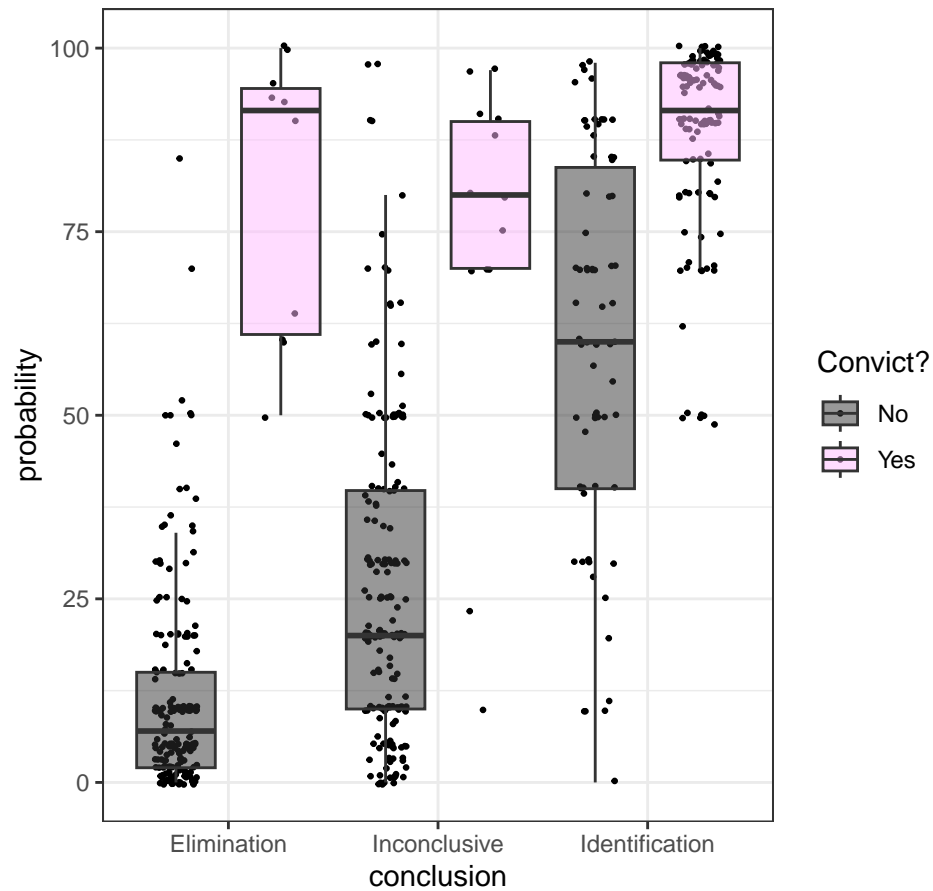 100
75
50
25
0
probability
Elimination
Inconclusive
Identification
conclusion
Convict?
No
Yes